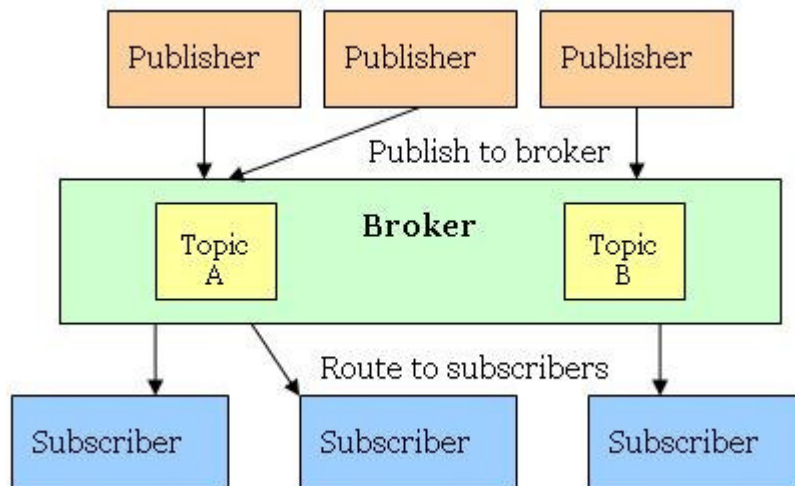 Publisher
Publisher
Publisher
Publish to broker
Broker
Topic
A
Topic
B
Route to subscribers
Subscriber
Subscriber
Subscriber